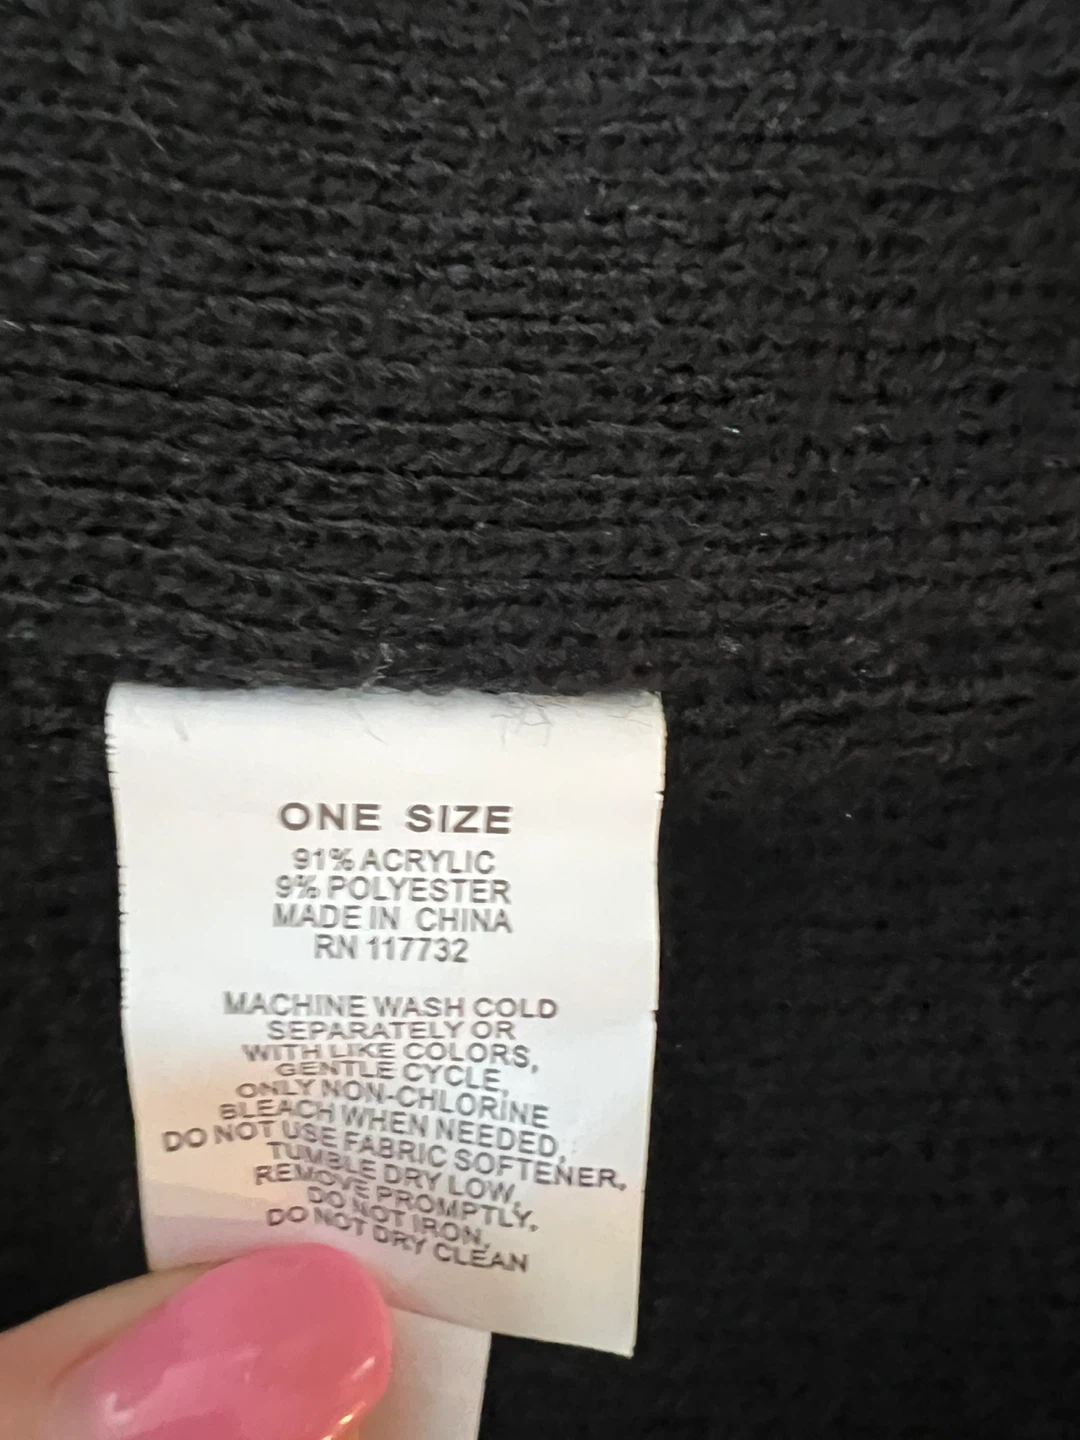 ONE SIZE
91% ACRYLIC
9% POLYESTER
MADE IN CHINA
RN 117732
MACHINE WASH COLD
SEPARATELY OR
WITH LIKE COLORS,
GENTLE CYCLE,
ONLY NON-CHLORINE
BLEACH WHEN NEEDED,
DO NOT USE FABRIC SOFTENER,
TUMBLE DRY LOW,
REMOVE PROMPTLY,
DO NOT IRON,
DO NOT DRY CLEAN